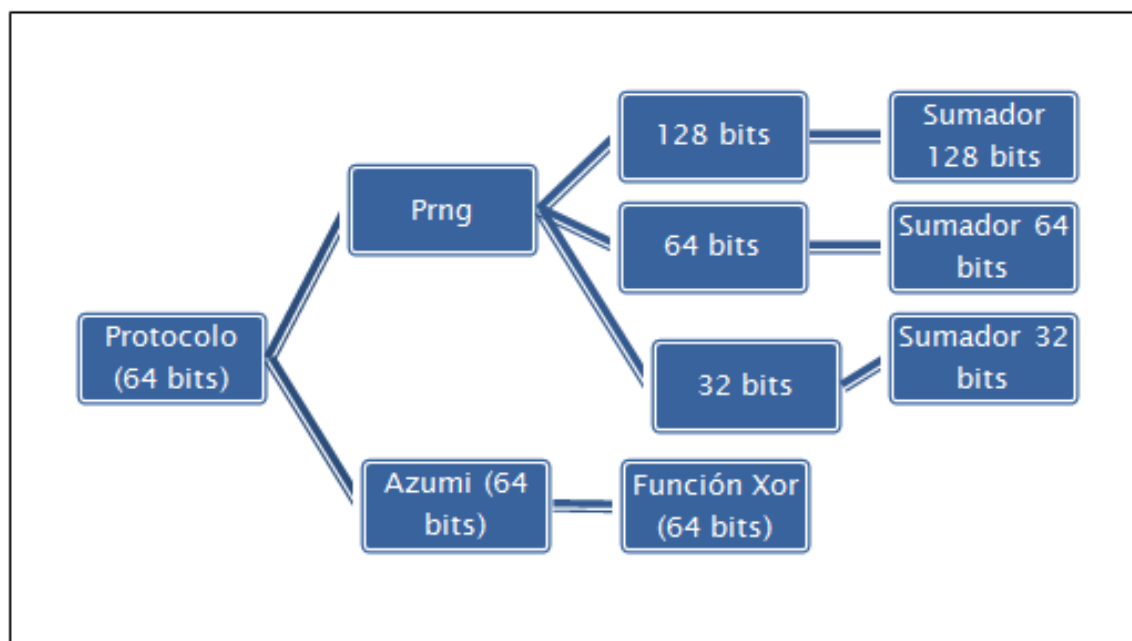 128 bits
Sumador
128 bits
Prng
64 bits
Sumador 64
bits
Protocolo
(64 bits)
32 bits
Sumador 32
bits
Azumi (64
bits)
Función Xor
(64 bits)